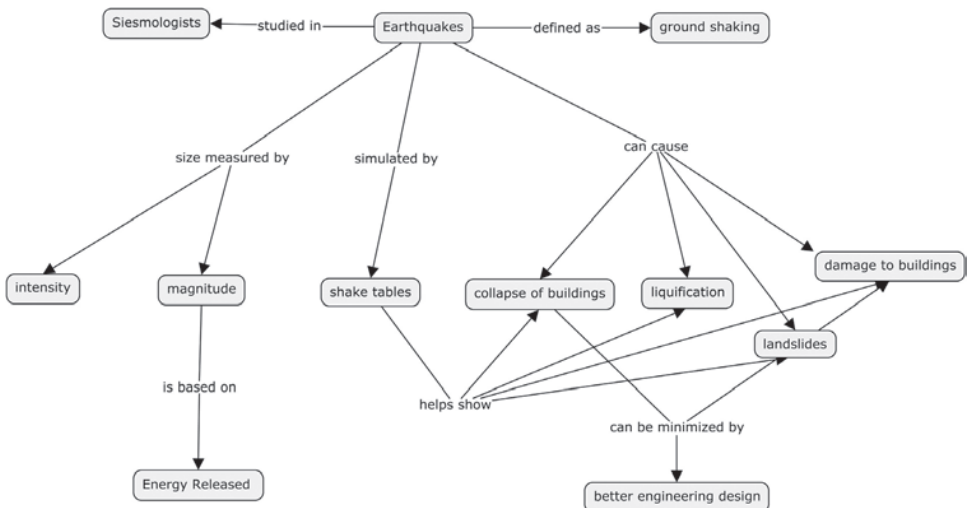 Siesmologists
studied in
Earthquakes
defined as
ground shaking
size measured by
simulated by
can cause
intensity
magnitude
shake tables
collapse of buildings
liquification
damage to buildings
landslides
is based on
helps show
can be minimized by
Energy Released
better engineering design